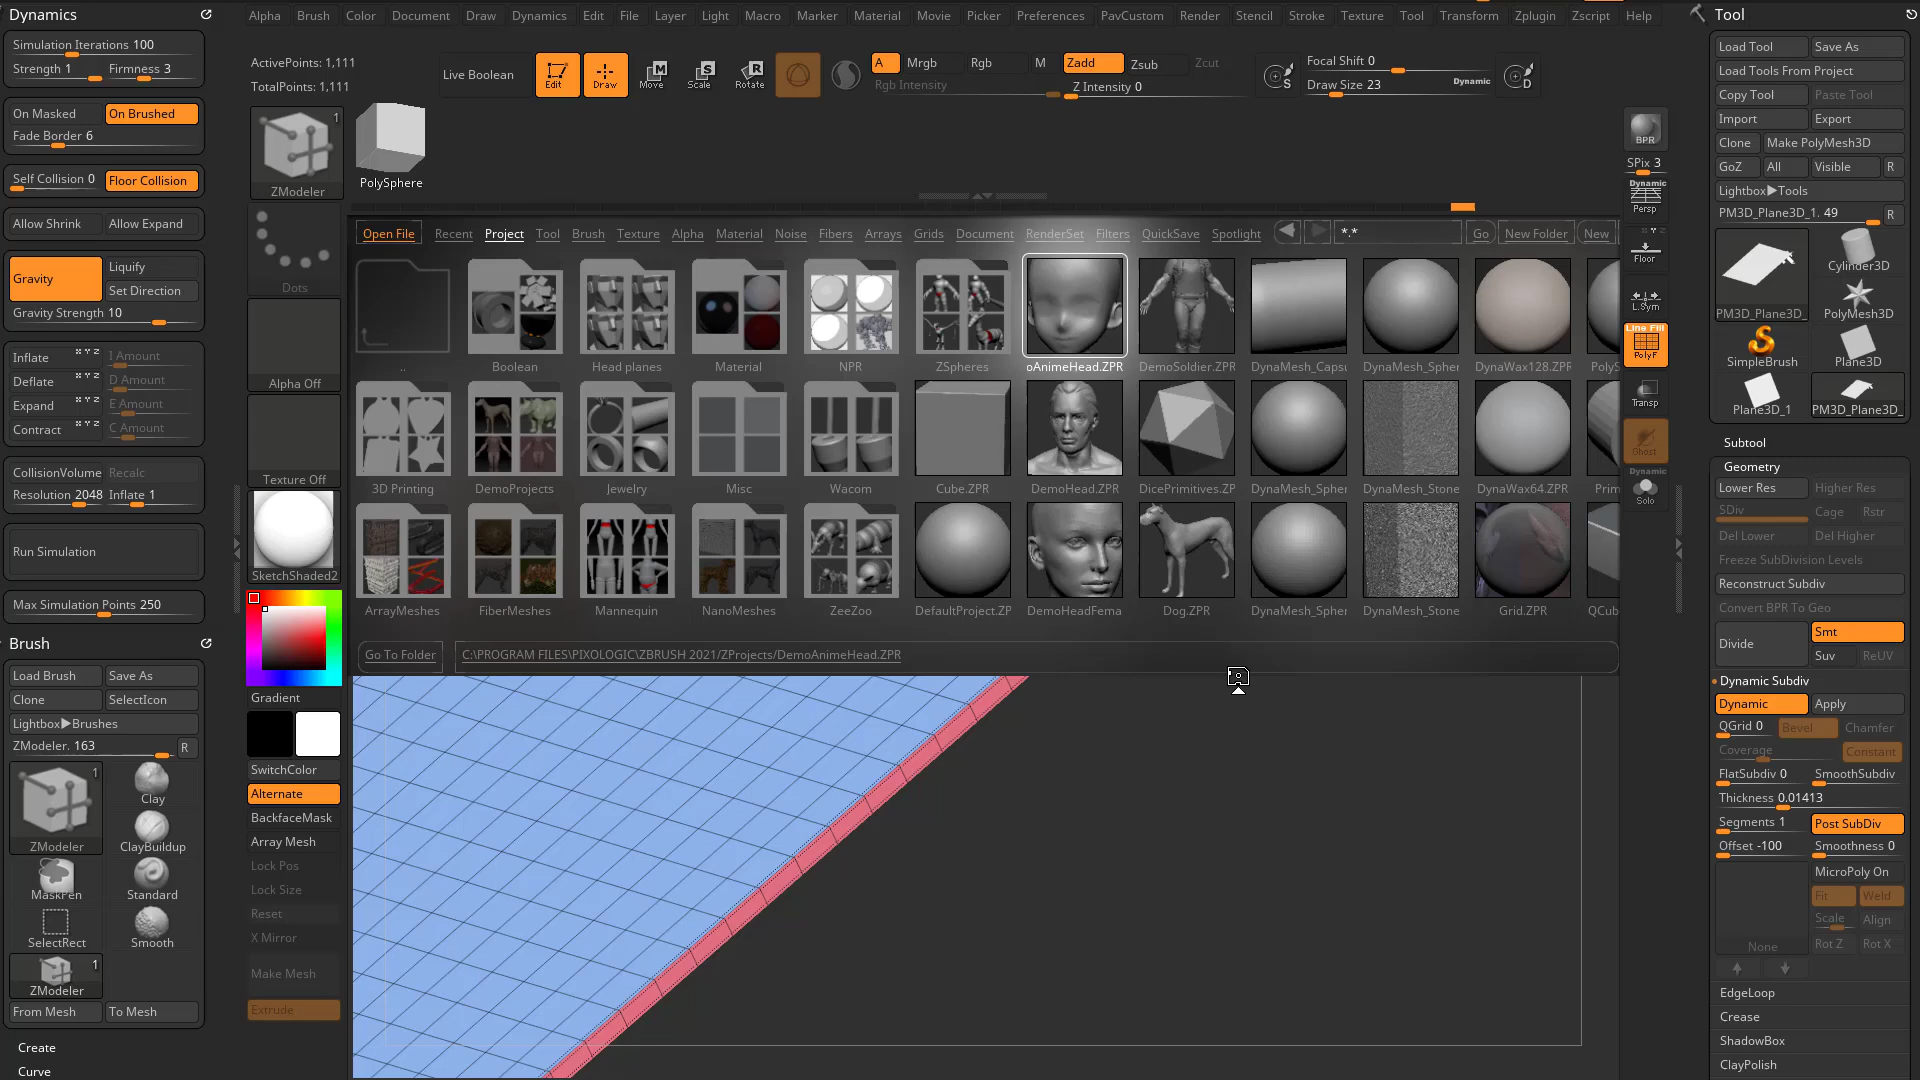 Dynamics
Simulation Iterations 100
Strength 1 Firmness 3
On Masked On Brushed
Fade Border 6
Self Collision 0 Floor Collision
Allow Shrink Allow Expand
Gravity Liquify
Set Direction
Gravity Strength 10
Inflate x Y z I Amount
Deflate x Y z D Amount
Expand x Y z E Amount
Contract x Y z C Amount
CollisionVolume Recalc
Resolution 2048 Inflate 1
Run Simulation
Max Simulation Points 250
Brush
Load Brush Save As
Clone SelectIcon
Lightbox▶Brushes
ZModeler. 163 R
ZModeler 1
Clay
ClayBuildup
MaskPen Standard
SelectRect Smooth
ZModeler 1
From Mesh To Mesh
Create
Curve
Alpha Brush Color Document Draw Dynamics Edit File Layer Light Macro Marker Material Movie Picker Preferences PavCustom Render Stencil Stroke Texture Tool Transform Zplugin Zscript Help
ActivePoints: 1,111
TotalPoints: 1,111
Live Boolean Edit Draw Move Scale Rotate
A Mrgb Rgb M Zadd Zsub Zcut
Rgb Intensity Z Intensity 0
S Focal Shift 0
Draw Size 23 Dynamic D
1 ZModeler
PolySphere
Dots
Alpha Off
Texture Off
SketchShaded2
Gradient
SwitchColor
Alternate
BackfaceMask
Array Mesh
Lock Pos
Lock Size
Reset
X Mirror
Make Mesh
Extrude
Open File Recent Project Tool Brush Texture Alpha Material Noise Fibers Arrays Grids Document RenderSet Filters QuickSave Spotlight *.* Go New Folder New
.. Boolean Head planes Material NPR ZSpheres oAnimeHead.ZPR DemoSoldier.ZPR DynaMesh_Capsu DynaMesh_Spher DynaWax128.ZPR PolyS
3D Printing DemoProjects Jewelry Misc Wacom Cube.ZPR DemoHead.ZPR DicePrimitives.ZP DynaMesh_Spher DynaMesh_Stone DynaWax64.ZPR Prim
ArrayMeshes FiberMeshes Mannequin NanoMeshes ZeeZoo DefaultProject.ZP DemoHeadFema Dog.ZPR DynaMesh_Spher DynaMesh_Stone Grid.ZPR QCub
Go To Folder C:\PROGRAM FILES\PIXOLOGIC\ZBRUSH 2021/ZProjects/DemoAnimeHead.ZPR
BPR
SPix 3
Dynamic
Persp
Floor
L.Sym
Line Fill
PolyF
Transp
Ghost
Dynamic
Solo
Tool
Load Tool Save As
Load Tools From Project
Copy Tool Paste Tool
Import Export
Clone Make PolyMesh3D
GoZ All Visible R
Lightbox▶Tools
PM3D_Plane3D_1. 49 R
PM3D_Plane3D_ Cylinder3D
PolyMesh3D
SimpleBrush Plane3D
Plane3D_1 PM3D_Plane3D_
Subtool
Geometry
Lower Res Higher Res
SDiv Cage Rstr
Del Lower Del Higher
Freeze SubDivision Levels
Reconstruct Subdiv
Convert BPR To Geo
Divide Smt
Suv ReUV
Dynamic Subdiv
Dynamic Apply
QGrid 0 Bevel Chamfer
Coverage Constant
FlatSubdiv 0 SmoothSubdiv
Thickness 0.01413
Segments 1 Post SubDiv
Offset -100 Smoothness 0
MicroPoly On
Fit Weld
Scale Align
None Rot Z Rot X
EdgeLoop
Crease
ShadowBox
ClayPolish